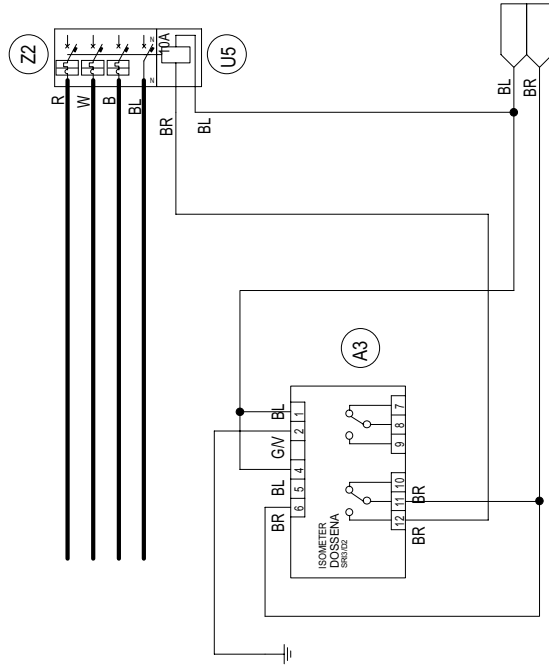 Z2
U5
10A
N
N
R
W
B
BL
BR
BL
BL
BR
A3
BL
G/V
BL
BR
1
2
4
5
6
7
8
9
10
11
12
BR
BR
ISOMETER
DOSSENA
SRI3/D2